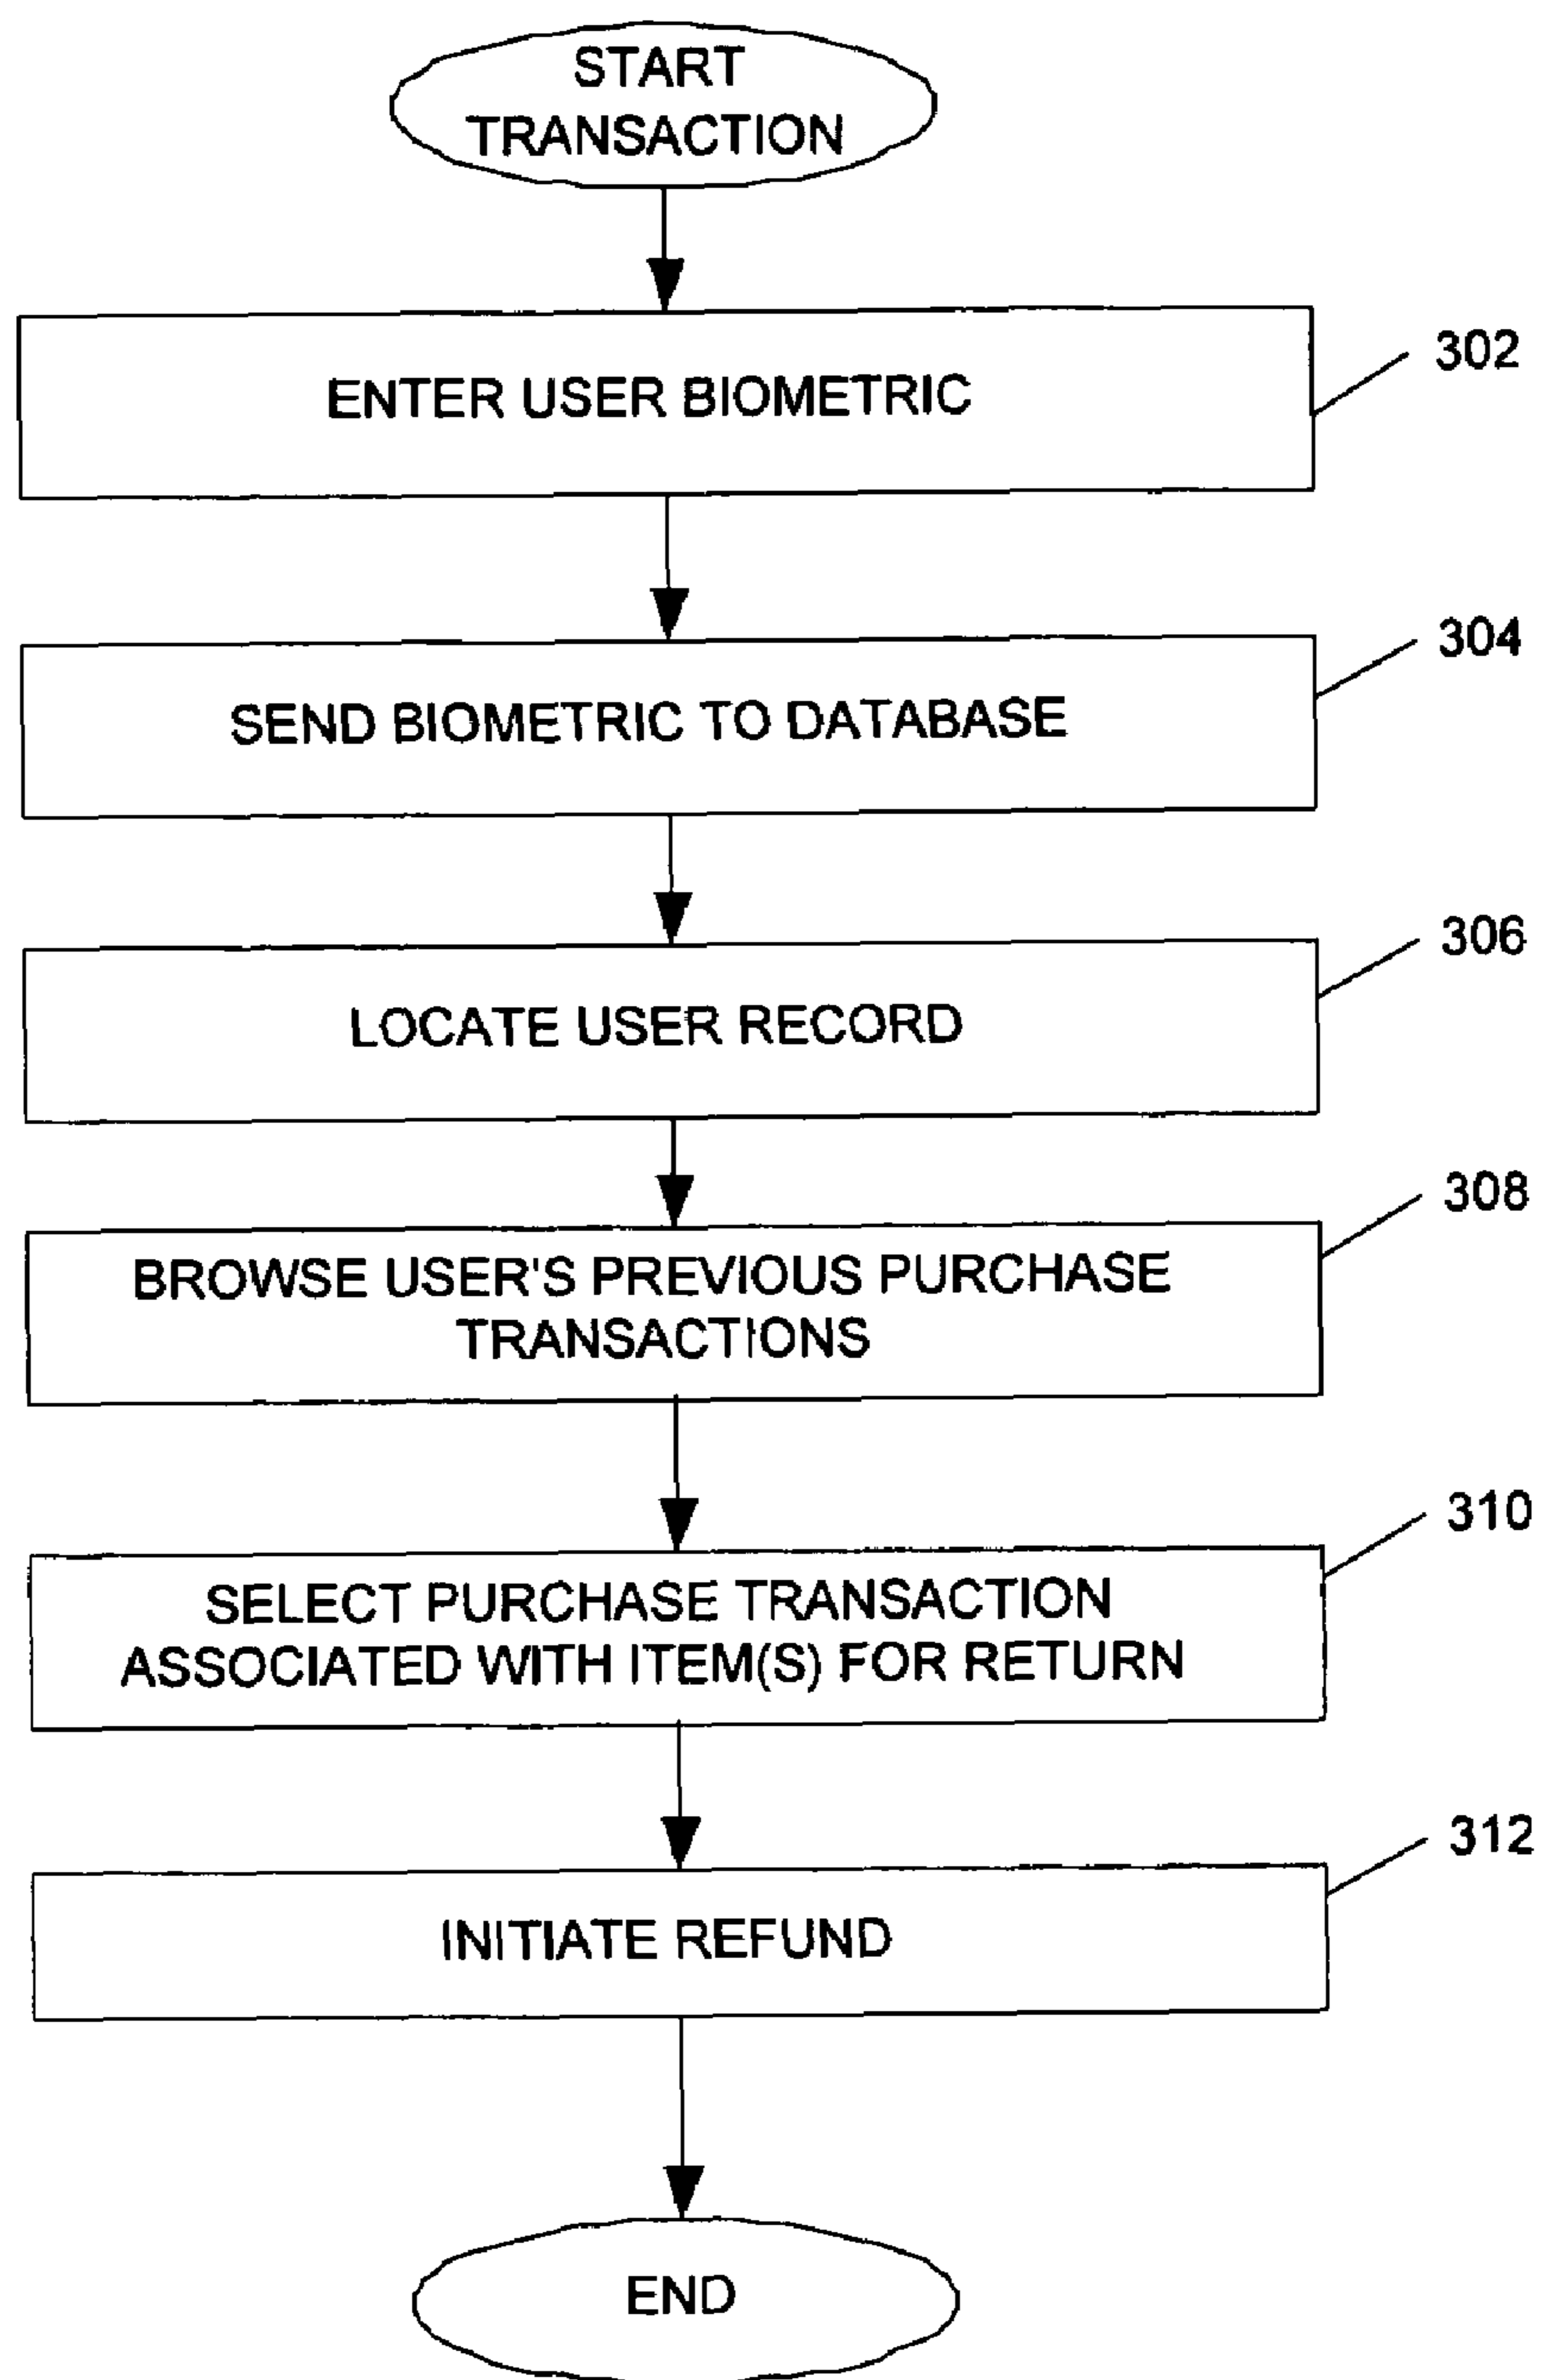 START
TRANSACTION
302
ENTER USER BIOMETRIC
304
SEND BIOMETRIC TO DATABASE
306
LOCATE USER RECORD
308
BROWSE USER'S PREVIOUS PURCHASE
TRANSACTIONS
310
SELECT PURCHASE TRANSACTION
ASSOCIATED WITH ITEM(S) FOR RETURN
312
INITIATE REFUND
END